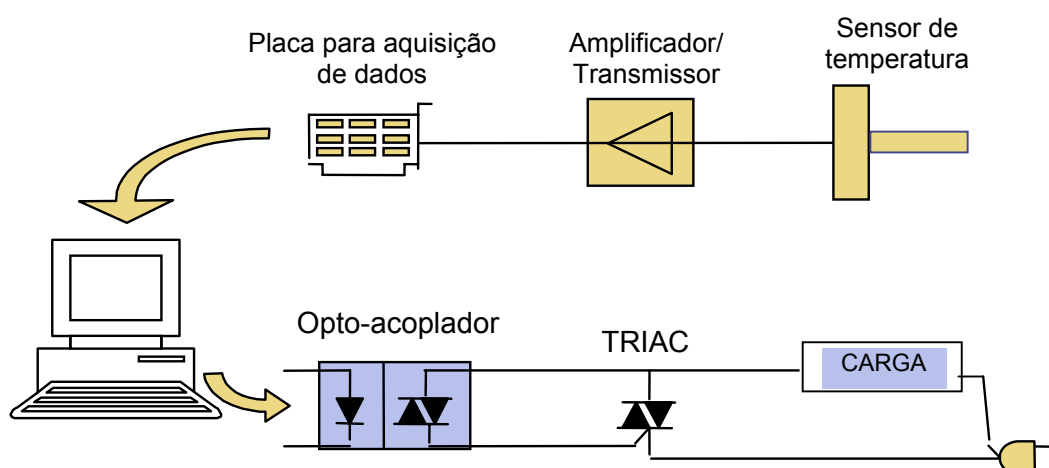 Placa para aquisição
de dados
Amplificador/
Transmissor
Sensor de
temperatura
Opto-acoplador
TRIAC
CARGA